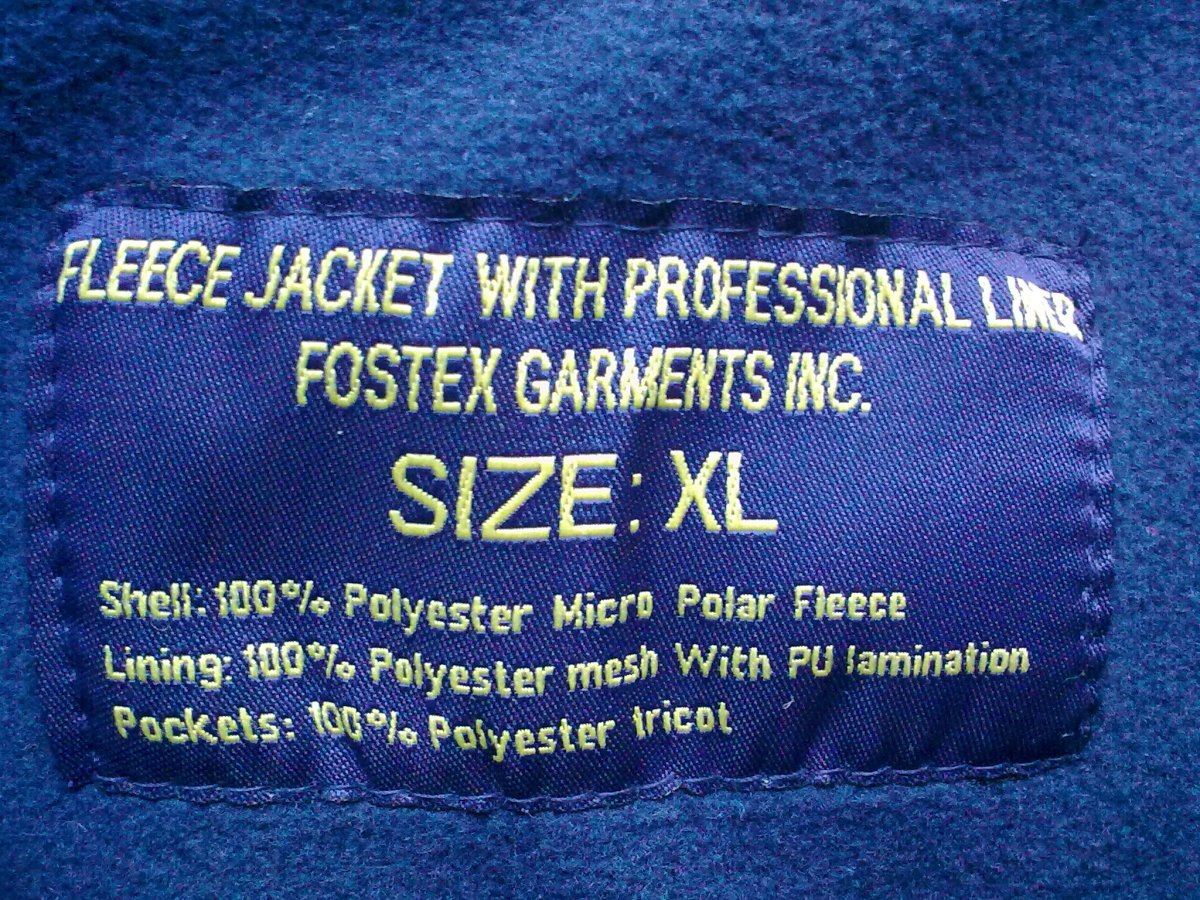 FLEECE JACKET WITH PROFESSIONAL LINER
FOSTEX GARMENTS INC.
SIZE: XL
Shell: 100% Polyester Micro Polar Fleece
Lining: 100% Polyester mesh With PU lamination
Pockets: 100% Polyester tricot